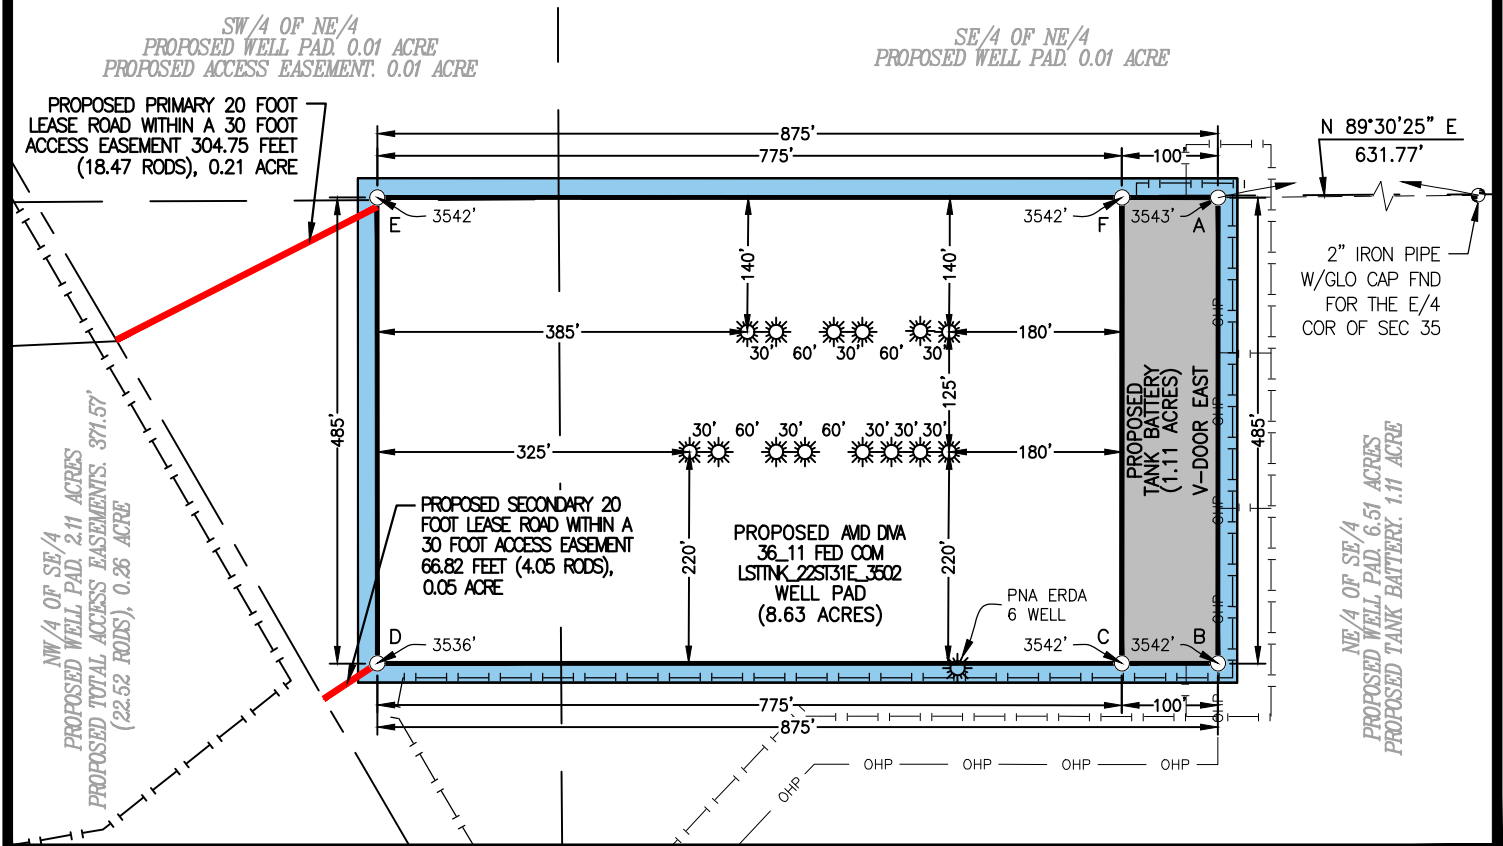 SW/4 OF NE/4
PROPOSED WELL PAD. 0.01 ACRE
PROPOSED ACCESS EASEMENT. 0.01 ACRE
SE/4 OF NE/4
PROPOSED WELL PAD. 0.01 ACRE
PROPOSED PRIMARY 20 FOOT
LEASE ROAD WITHIN A 30 FOOT
ACCESS EASEMENT 304.75 FEET
(18.47 RODS), 0.21 ACRE
875'
775'
100'
N 89°30'25" E
631.77'
3542'
E
3542'
F
3543'
A
2" IRON PIPE
W/GLO CAP FND
FOR THE E/4
COR OF SEC 35
140'
140'
385'
180'
30'
60'
30'
60'
30'
125'
485'
485'
30'
60'
30'
60'
30'
30'
30'
325'
180'
PROPOSED
TANK BATTERY
(1.11 ACRES)
V-DOOR EAST
OHP
OHP
OHP
OHP
OHP
PROPOSED SECONDARY 20
FOOT LEASE ROAD WITHIN A
30 FOOT ACCESS EASEMENT
66.82 FEET (4.05 RODS),
0.05 ACRE
220'
220'
PROPOSED AMD DIVA
36_11 FED COM
LSTTNK_22ST31E_3502
WELL PAD
(8.63 ACRES)
PNA ERDA
6 WELL
D
3536'
3542'
C
3542'
B
775'
100'
875'
OHP
OHP
OHP
OHP
OHP
NW/4 OF SE/4
PROPOSED WELL PAD. 2.11 ACRES
PROPOSED TOTAL ACCESS EASEMENTS. 371.57'
(22.52 RODS), 0.26 ACRE
NE/4 OF SE/4
PROPOSED WELL PAD. 6.51 ACRES
PROPOSED TANK BATTERY. 1.11 ACRE